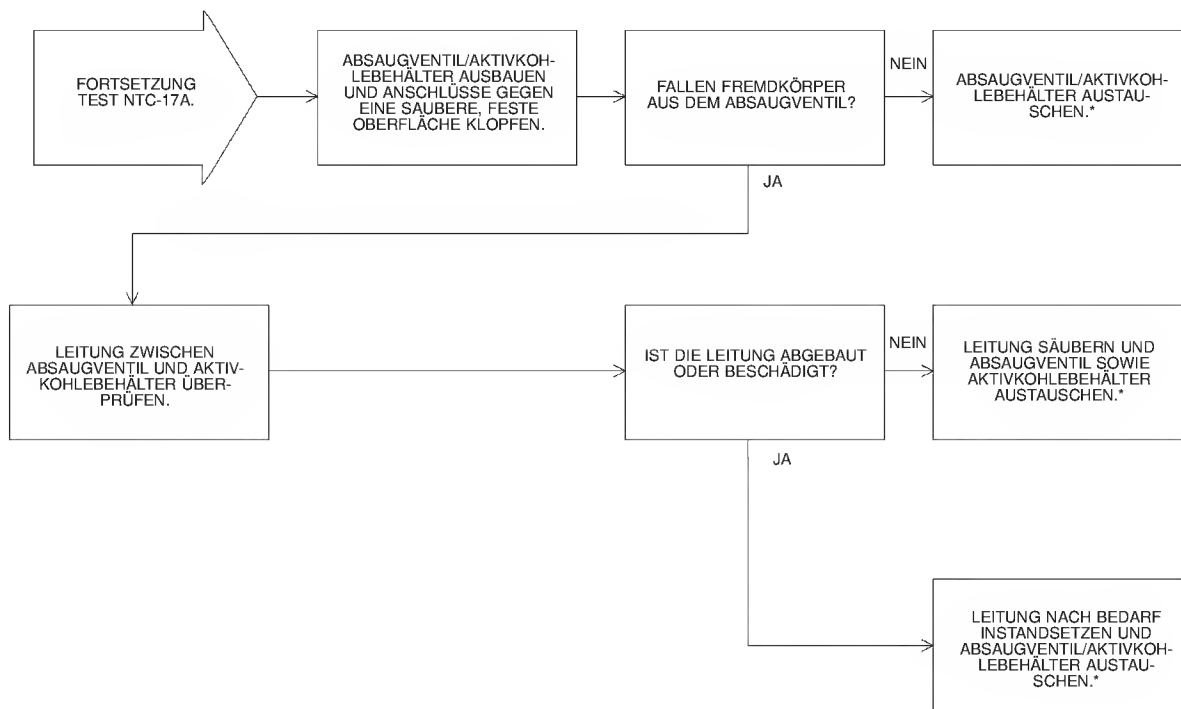 FORTSETZUNG
TEST NTC-17A.
ABSAUGVENTIL/AKTIVKOH-
LEBEHÄLTER AUSBAUEN
UND ANSCHLÜSSE GEGEN
EINE SAUBERE, FESTE
OBERFLÄCHE KLOPFEN.
FALLEN FREMDKÖRPER
AUS DEM ABSAUGVENTIL?
NEIN
ABSAUGVENTIL/AKTIVKOH-
LEBEHÄLTER AUSTAU-
SCHEN.*
JA
LEITUNG ZWISCHEN
ABSAUGVENTIL UND AKTIV-
KOHLEBEHÄLTER ÜBER-
PRÜFEN.
IST DIE LEITUNG ABGEBAUT
ODER BESCHÄDIGT?
NEIN
LEITUNG SÄUBERN UND
ABSAUGVENTIL SOWIE
AKTIVKOHLEBEHÄLTER
AUSTAUSCHEN.*
JA
LEITUNG NACH BEDARF
INSTANDSETZEN UND
ABSAUGVENTIL/AKTIVKOH-
LEBEHÄLTER AUSTAU-
SCHEN.*